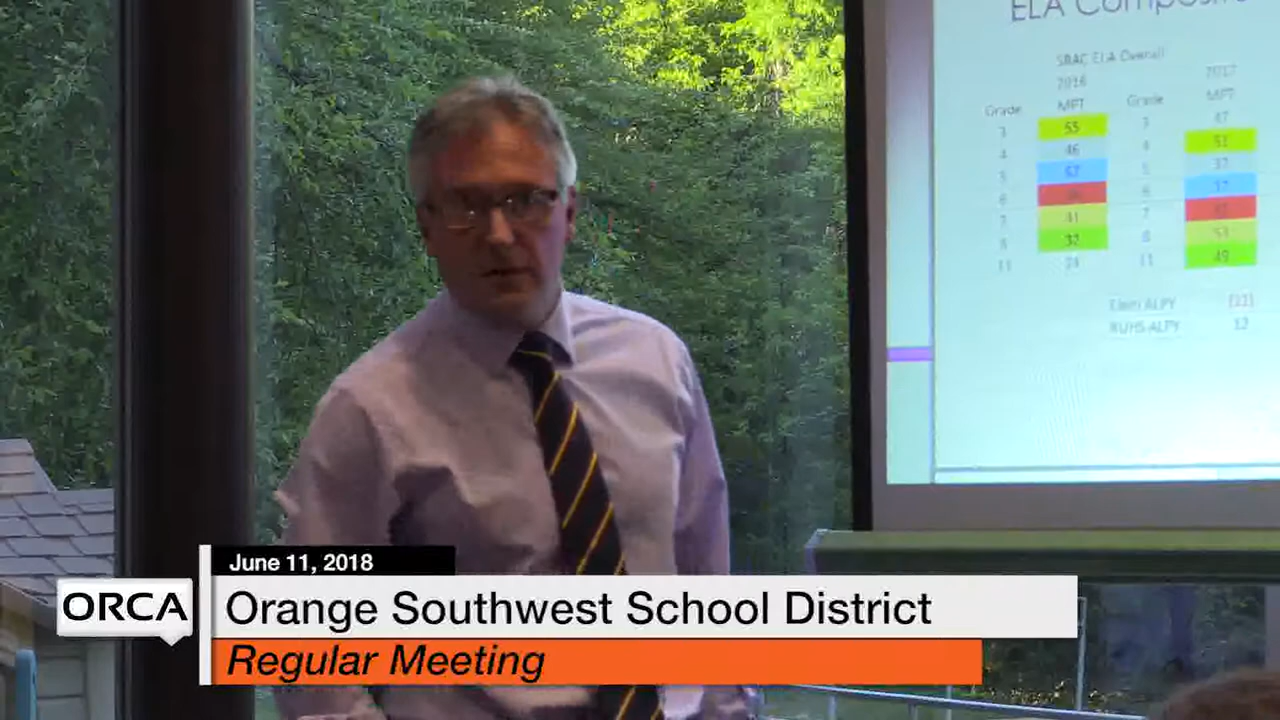 ELA Composite
SBAC ELA Overall
2016 2017
Grade MPT Grade MPT
3 55 3 47
4 46 4 51
5 57 5 37
6 6
7 41 7
8 32 8 53
11 11 49
Elem ALPY
RUHS ALPY 12
June 11, 2018
ORCA
Orange Southwest School District
Regular Meeting